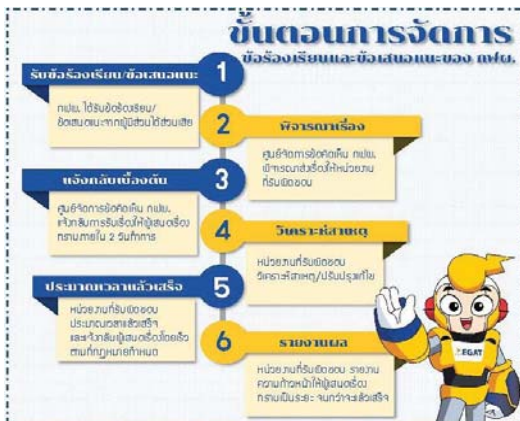 ขั้นตอนการจัดการ
ข้อร้องเรียนและข้อเสนอแนะของ กฟผ.
รับข้อร้องเรียน/ข้อเสนอแนะ
1
กฟผ. ได้รับข้อร้องเรียน/
ข้อเสนอแนะจากผู้มีส่วนได้ส่วนเสีย
2
พิจารณาเรื่อง
ศูนย์จัดการข้อคิดเห็น กฟผ.
พิจารณาส่งเรื่องให้หน่วยงาน
ที่รับผิดชอบ
แจ้งกลับเบื้องต้น
3
ศูนย์จัดการข้อคิดเห็น กฟผ.
แจ้งกลับการรับเรื่องให้ผู้เสนอเรื่อง
ทราบภายใน 2 วันทำการ
4
วิเคราะห์สาเหตุ
หน่วยงานที่รับผิดชอบ
วิเคราะห์สาเหตุ/ปรับปรุงแก้ไข
ประมาณเวลาแล้วเสร็จ
5
หน่วยงานที่รับผิดชอบ
ประมาณเวลาแล้วเสร็จ
และแจ้งกลับผู้เสนอเรื่องโดยเร็ว
ตามที่กฎหมายกำหนด
6
รายงานผล
หน่วยงานที่รับผิดชอบ รายงาน
ความก้าวหน้าให้ผู้เสนอเรื่อง
ทราบเป็นระยะ จนกว่าจะแล้วเสร็จ
EGAT